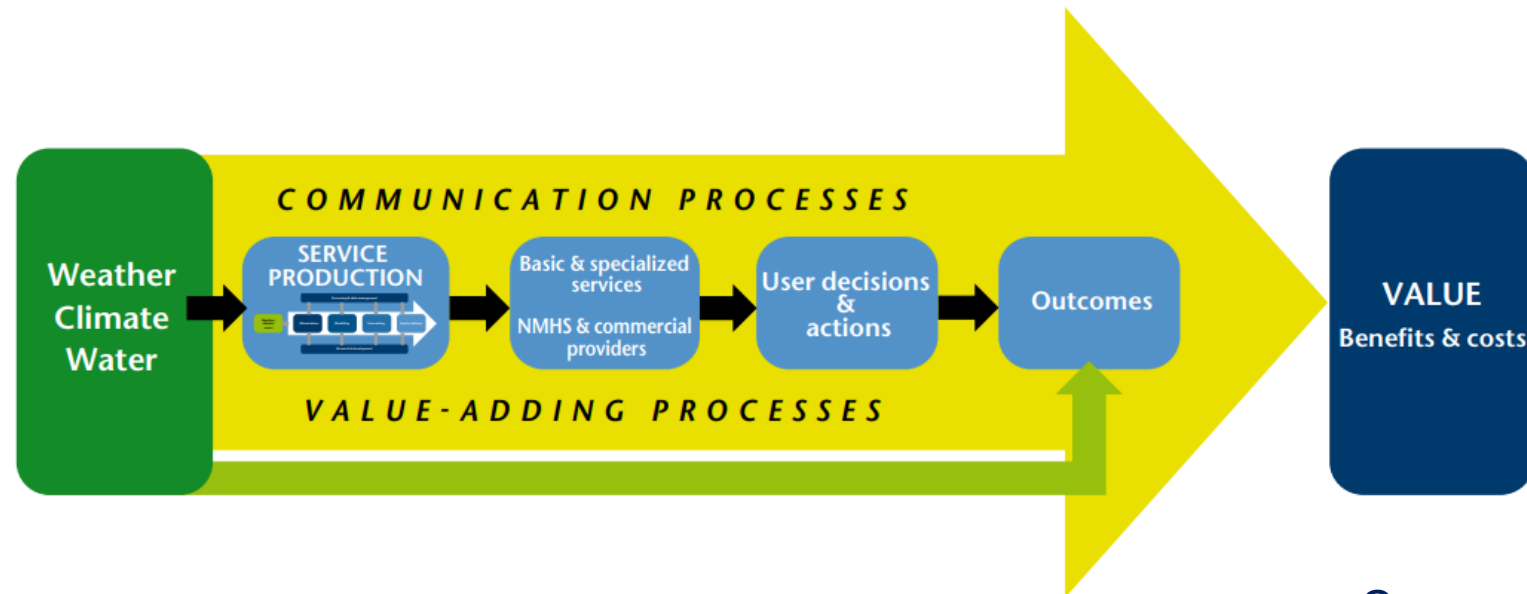 COMMUNICATION PROCESSES
Weather
Climate
Water
SERVICE
PRODUCTION
Basic & specialized
services
NMHS & commercial
providers
User decisions
&
actions
Outcomes
VALUE
Benefits & costs
VALUE-ADDING PROCESSES